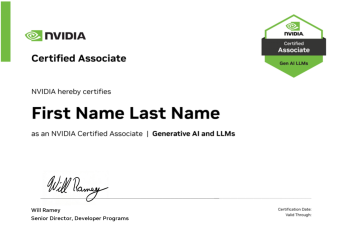 NVIDIA
Certified Associate
NVIDIA
Certified
Associate
Gen AI LLMs
NVIDIA hereby certifies
First Name Last Name
as an NVIDIA Certified Associate | Generative AI and LLMs
Will Ramey
Will Ramey
Senior Director, Developer Programs
Certification Date
Valid Through